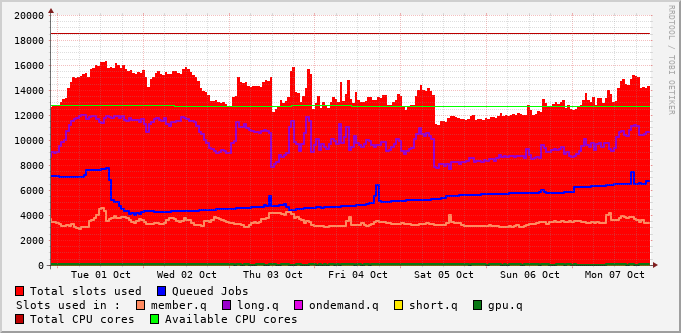 20000
18000
16000
14000
12000
10000
8000
6000
4000
2000
0
Tue 01 Oct Wed 02 Oct Thu 03 Oct Fri 04 Oct Sat 05 Oct Sun 06 Oct Mon 07 Oct
RRDTOOL / TOBI OETIKER
Total slots used Queued Jobs
Slots used in : member.q long.q ondemand.q short.q gpu.q
Total CPU cores Available CPU cores